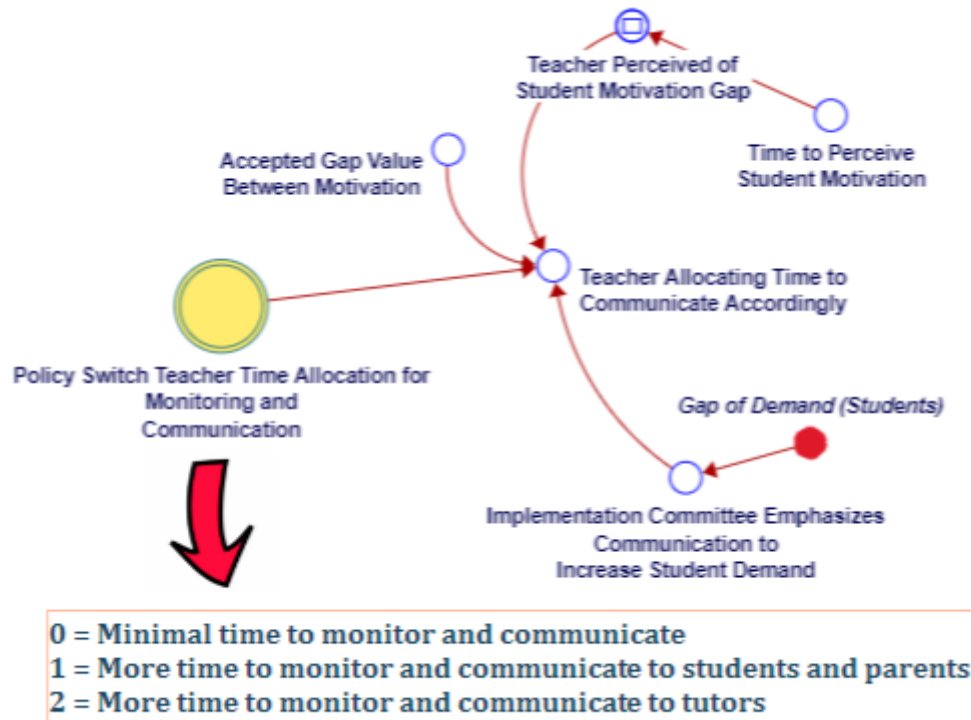 Teacher Perceived of
Student Motivation Gap
Accepted Gap Value
Between Motivation
Time to Perceive
Student Motivation
Teacher Allocating Time to
Communicate Accordingly
Policy Switch Teacher Time Allocation for
Monitoring and
Communication
Gap of Demand (Students)
Implementation Committee Emphasizes
Communication to
Increase Student Demand
0 = Minimal time to monitor and communicate
1 = More time to monitor and communicate to students and parents
2 = More time to monitor and communicate to tutors